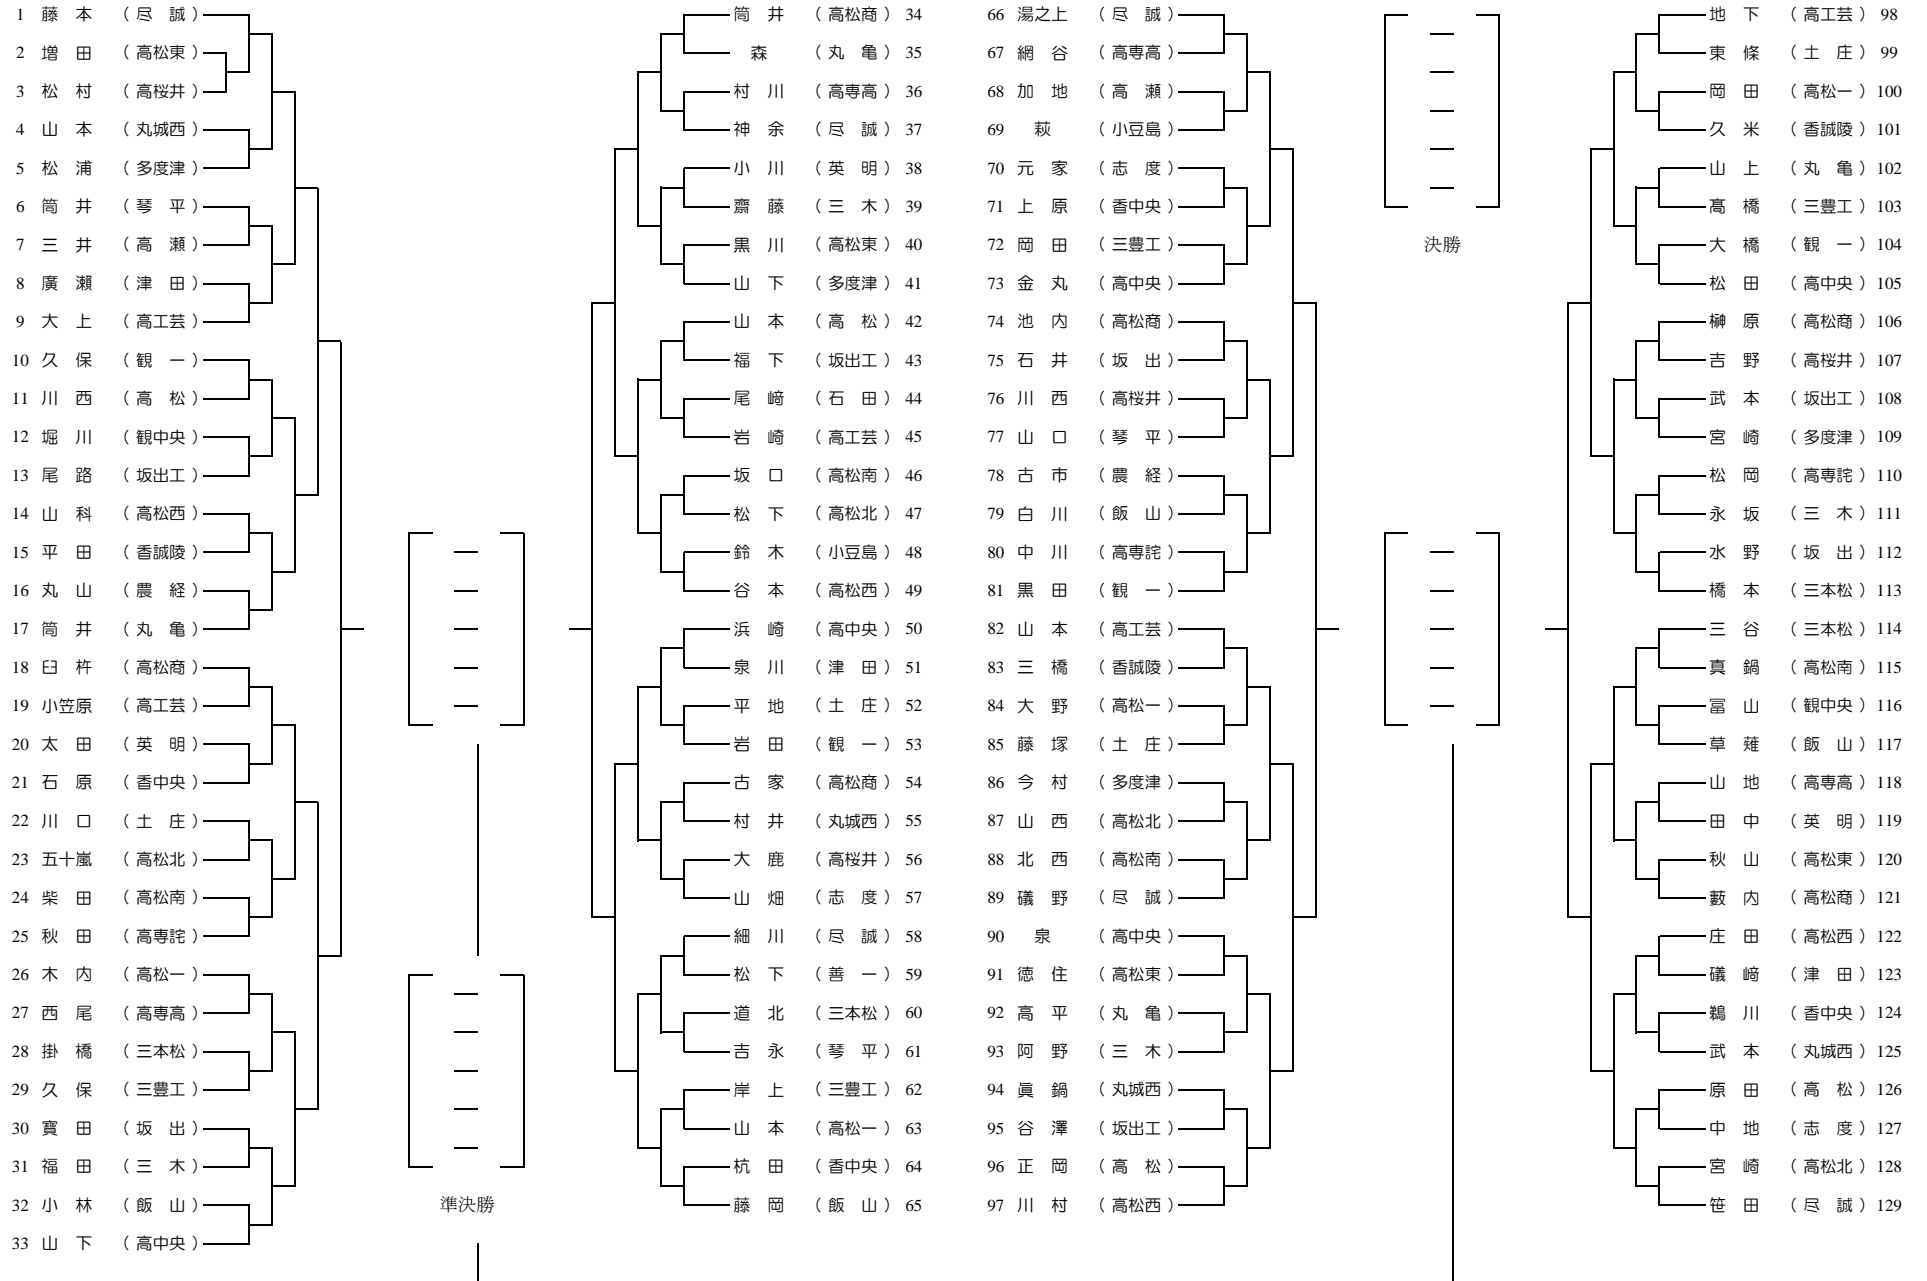 1 藤本 （尽誠）
2 増田 （高松東）
3 松村 （高桜井）
4 山本 （丸城西）
5 松浦 （多度津）
6 筒井 （琴平）
7 三井 （高瀬）
8 廣瀬 （津田）
9 大上 （高工芸）
10 久保 （観一）
11 川西 （高松）
12 堀川 （観中央）
13 尾路 （坂出工）
14 山科 （高松西）
15 平田 （香誠陵）
16 丸山 （農経）
17 筒井 （丸亀）
18 臼杵 （高松商）
19 小笠原 （高工芸）
20 太田 （英明）
21 石原 （香中央）
22 川口 （土庄）
23 五十嵐 （高松北）
24 柴田 （高松南）
25 秋田 （高専詫）
26 木内 （高松一）
27 西尾 （高専高）
28 掛橋 （三本松）
29 久保 （三豊工）
30 寳田 （坂出）
31 福田 （三木）
32 小林 （飯山）
33 山下 （高中央）
準決勝
筒井 （高松商） 34
森 （丸亀） 35
村川 （高専高） 36
神余 （尽誠） 37
小川 （英明） 38
齋藤 （三木） 39
黒川 （高松東） 40
山下 （多度津） 41
山本 （高松） 42
福下 （坂出工） 43
尾﨑 （石田） 44
岩崎 （高工芸） 45
坂口 （高松南） 46
松下 （高松北） 47
鈴木 （小豆島） 48
谷本 （高松西） 49
浜崎 （高中央） 50
泉川 （津田） 51
平地 （土庄） 52
岩田 （観一） 53
古家 （高松商） 54
村井 （丸城西） 55
大鹿 （高桜井） 56
山畑 （志度） 57
細川 （尽誠） 58
松下 （善一） 59
道北 （三本松） 60
吉永 （琴平） 61
岸上 （三豊工） 62
山本 （高松一） 63
杭田 （香中央） 64
藤岡 （飯山） 65
66 湯之上 （尽誠）
67 網谷 （高専高）
68 加地 （高瀬）
69 萩 （小豆島）
70 元家 （志度）
71 上原 （香中央）
72 岡田 （三豊工）
73 金丸 （高中央）
74 池内 （高松商）
75 石井 （坂出）
76 川西 （高桜井）
77 山口 （琴平）
78 古市 （農経）
79 白川 （飯山）
80 中川 （高専詫）
81 黒田 （観一）
82 山本 （高工芸）
83 三橋 （香誠陵）
84 大野 （高松一）
85 藤塚 （土庄）
86 今村 （多度津）
87 山西 （高松北）
88 北西 （高松南）
89 礒野 （尽誠）
90 泉 （高中央）
91 徳住 （高松東）
92 高平 （丸亀）
93 阿野 （三木）
94 眞鍋 （丸城西）
95 谷澤 （坂出工）
96 正岡 （高松）
97 川村 （高松西）
決勝
地下 （高工芸） 98
東條 （土庄） 99
岡田 （高松一） 100
久米 （香誠陵） 101
山上 （丸亀） 102
髙橋 （三豊工） 103
大橋 （観一） 104
松田 （高中央） 105
榊原 （高松商） 106
吉野 （高桜井） 107
武本 （坂出工） 108
宮崎 （多度津） 109
松岡 （高専詫） 110
永坂 （三木） 111
水野 （坂出） 112
橋本 （三本松） 113
三谷 （三本松） 114
真鍋 （高松南） 115
冨山 （観中央） 116
草薙 （飯山） 117
山地 （高専高） 118
田中 （英明） 119
秋山 （高松東） 120
藪内 （高松商） 121
庄田 （高松西） 122
礒﨑 （津田） 123
鵜川 （香中央） 124
武本 （丸城西） 125
原田 （高松） 126
中地 （志度） 127
宮崎 （高松北） 128
笹田 （尽誠） 129